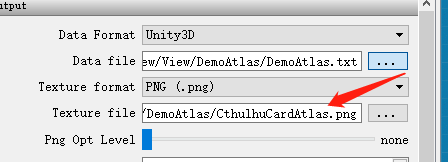 utput
Data Format Unity3D
Data file ew/View/DemoAtlas/DemoAtlas.txt ...
Texture format PNG (.png)
Texture file /DemoAtlas/CthulhuCardAtlas.png ...
Png Opt Level none